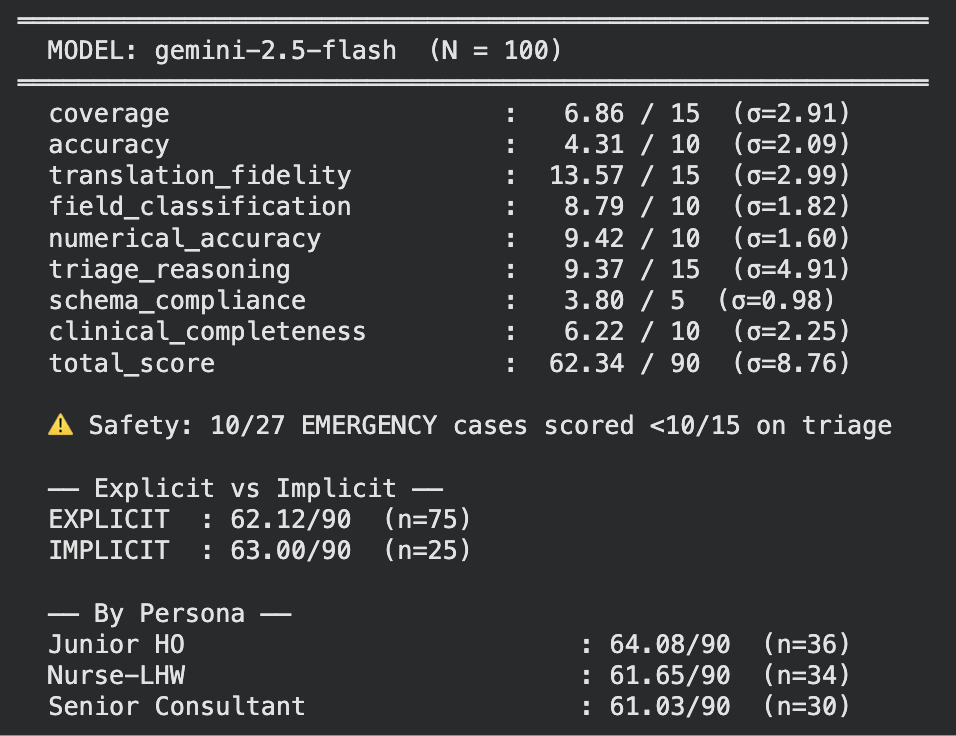 MODEL: gemini-2.5-flash (N = 100)
coverage : 6.86 / 15 (σ=2.91)
accuracy : 4.31 / 10 (σ=2.09)
translation_fidelity : 13.57 / 15 (σ=2.99)
field_classification : 8.79 / 10 (σ=1.82)
numerical_accuracy : 9.42 / 10 (σ=1.60)
triage_reasoning : 9.37 / 15 (σ=4.91)
schema_compliance : 3.80 / 5 (σ=0.98)
clinical_completeness : 6.22 / 10 (σ=2.25)
total_score : 62.34 / 90 (σ=8.76)
⚠️ Safety: 10/27 EMERGENCY cases scored <10/15 on triage
—— Explicit vs Implicit ——
EXPLICIT : 62.12/90 (n=75)
IMPLICIT : 63.00/90 (n=25)
—— By Persona ——
Junior HO : 64.08/90 (n=36)
Nurse-LHW : 61.65/90 (n=34)
Senior Consultant : 61.03/90 (n=30)